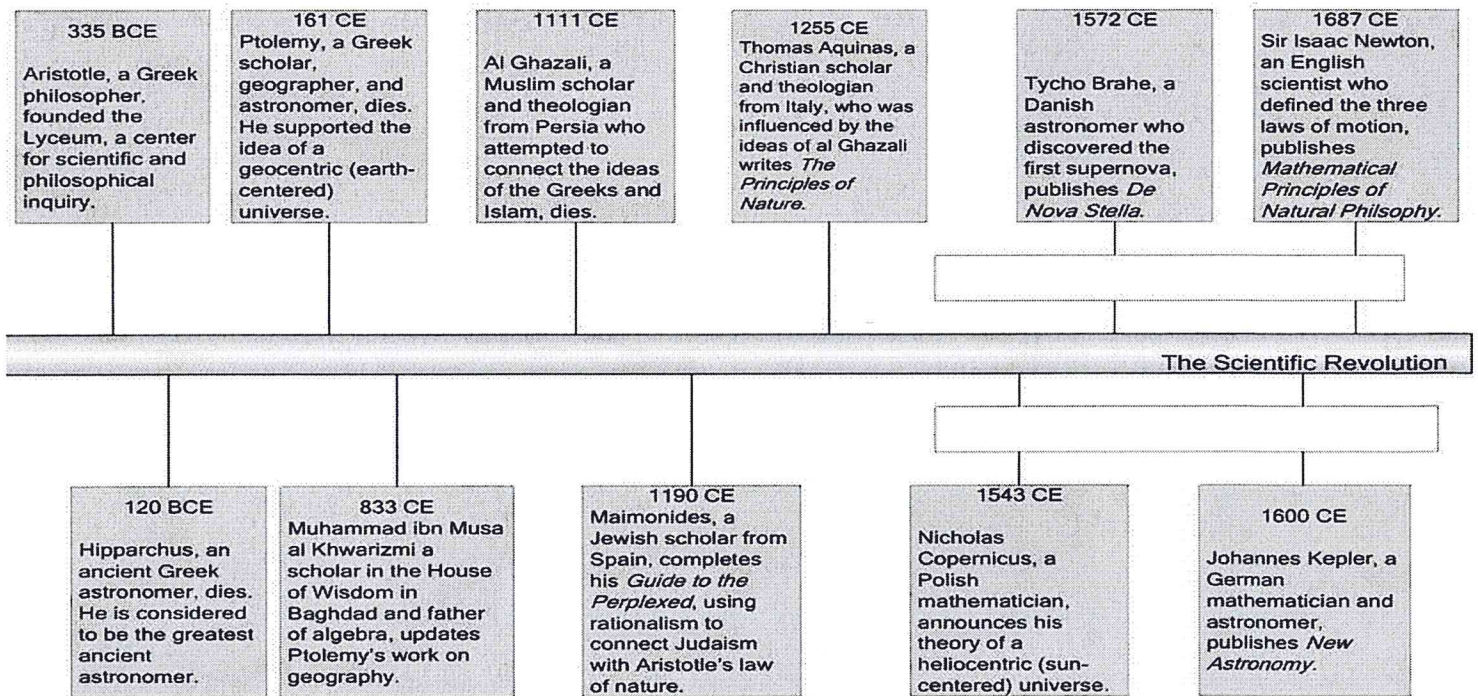 335 BCE
Aristotle, a Greek
philosopher,
founded the
Lyceum, a center
for scientific and
philosophical
inquiry.
161 CE
Ptolemy, a Greek
scholar,
geographer, and
astronomer, dies.
He supported the
idea of a
geocentric (earth-
centered)
universe.
1111 CE
Al Ghazali, a
Muslim scholar
and theologian
from Persia who
attempted to
connect the ideas
of the Greeks and
Islam, dies.
1255 CE
Thomas Aquinas, a
Christian scholar
and theologian
from Italy, who was
influenced by the
ideas of al Ghazali
writes The
Principles of
Nature.
1572 CE
Tycho Brahe, a
Danish
astronomer who
discovered the
first supernova,
publishes De
Nova Stella.
1687 CE
Sir Isaac Newton,
an English
scientist who
defined the three
laws of motion,
publishes
Mathematical
Principles of
Natural Philsophy.
The Scientific Revolution
120 BCE
Hipparchus, an
ancient Greek
astronomer, dies.
He is considered
to be the greatest
ancient
astronomer.
833 CE
Muhammad ibn Musa
al Khwarizmi a
scholar in the House
of Wisdom in
Baghdad and father
of algebra, updates
Ptolemy's work on
geography.
1190 CE
Maimonides, a
Jewish scholar from
Spain, completes
his Guide to the
Perplexed, using
rationalism to
connect Judaism
with Aristotle's law
of nature.
1543 CE
Nicholas
Copernicus, a
Polish
mathematician,
announces his
theory of a
heliocentric (sun-
centered) universe.
1600 CE
Johannes Kepler, a
German
mathematician and
astronomer,
publishes New
Astronomy.